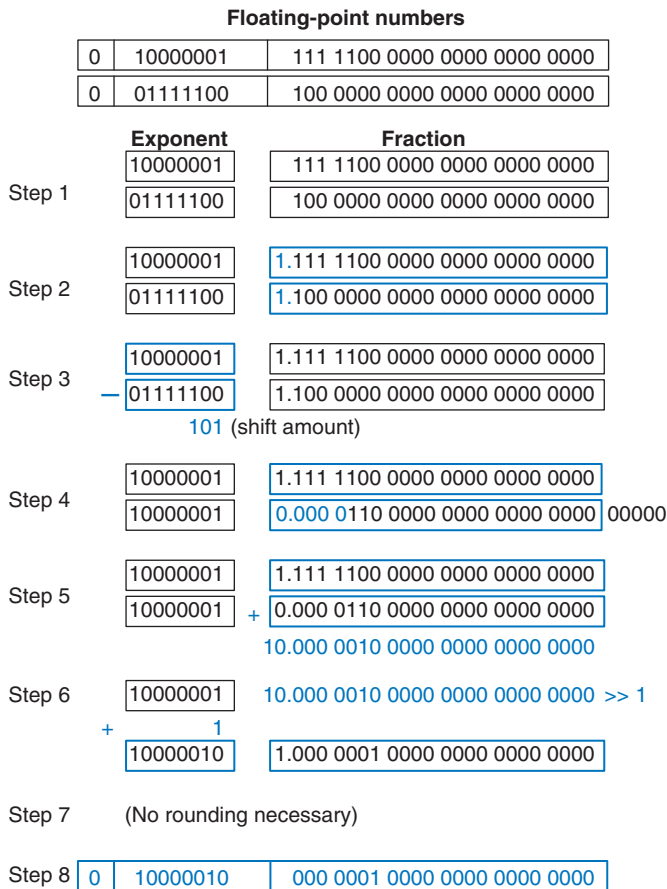 Floating-point numbers
0 10000001 111 1100 0000 0000 0000 0000
0 01111100 100 0000 0000 0000 0000 0000
Exponent Fraction
10000001 111 1100 0000 0000 0000 0000
Step 1
01111100 100 0000 0000 0000 0000 0000
10000001 1.111 1100 0000 0000 0000 0000
Step 2
01111100 1.100 0000 0000 0000 0000 0000
10000001 1.111 1100 0000 0000 0000 0000
Step 3
– 01111100 1.100 0000 0000 0000 0000 0000
101 (shift amount)
10000001 1.111 1100 0000 0000 0000 0000
Step 4
10000001 0.000 0110 0000 0000 0000 0000 00000
10000001 1.111 1100 0000 0000 0000 0000
Step 5
10000001 + 0.000 0110 0000 0000 0000 0000
10.000 0010 0000 0000 0000 0000
Step 6 10000001 10.000 0010 0000 0000 0000 0000 >> 1
+ 1
10000010 1.000 0001 0000 0000 0000 0000
Step 7 (No rounding necessary)
Step 8 0 10000010 000 0001 0000 0000 0000 0000